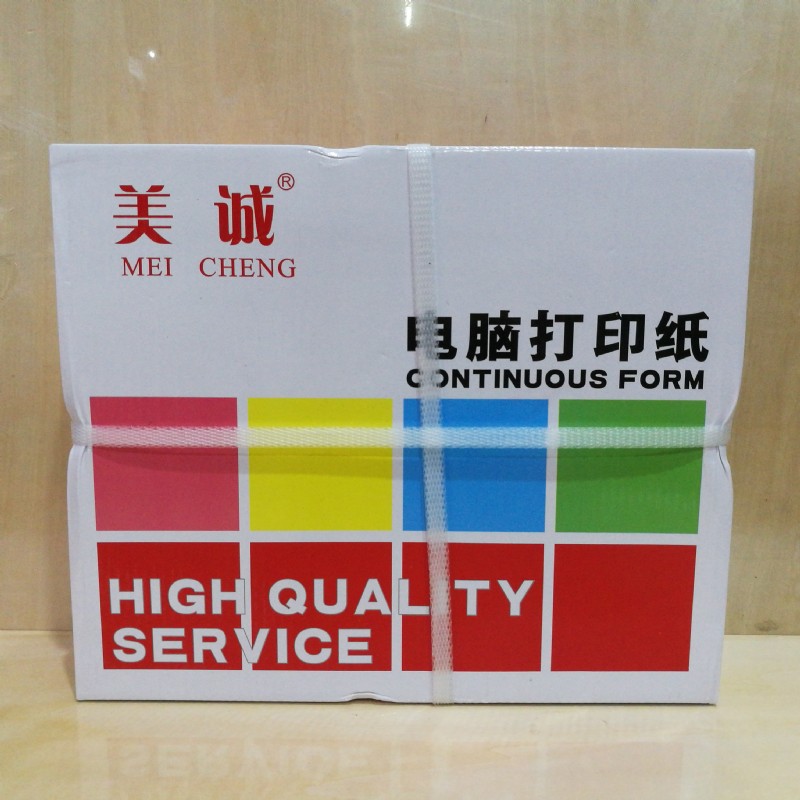 美诚®
MEI CHENG
电脑打印纸
CONTINUOUS FORM
HIGH QUALITY
SERVICE